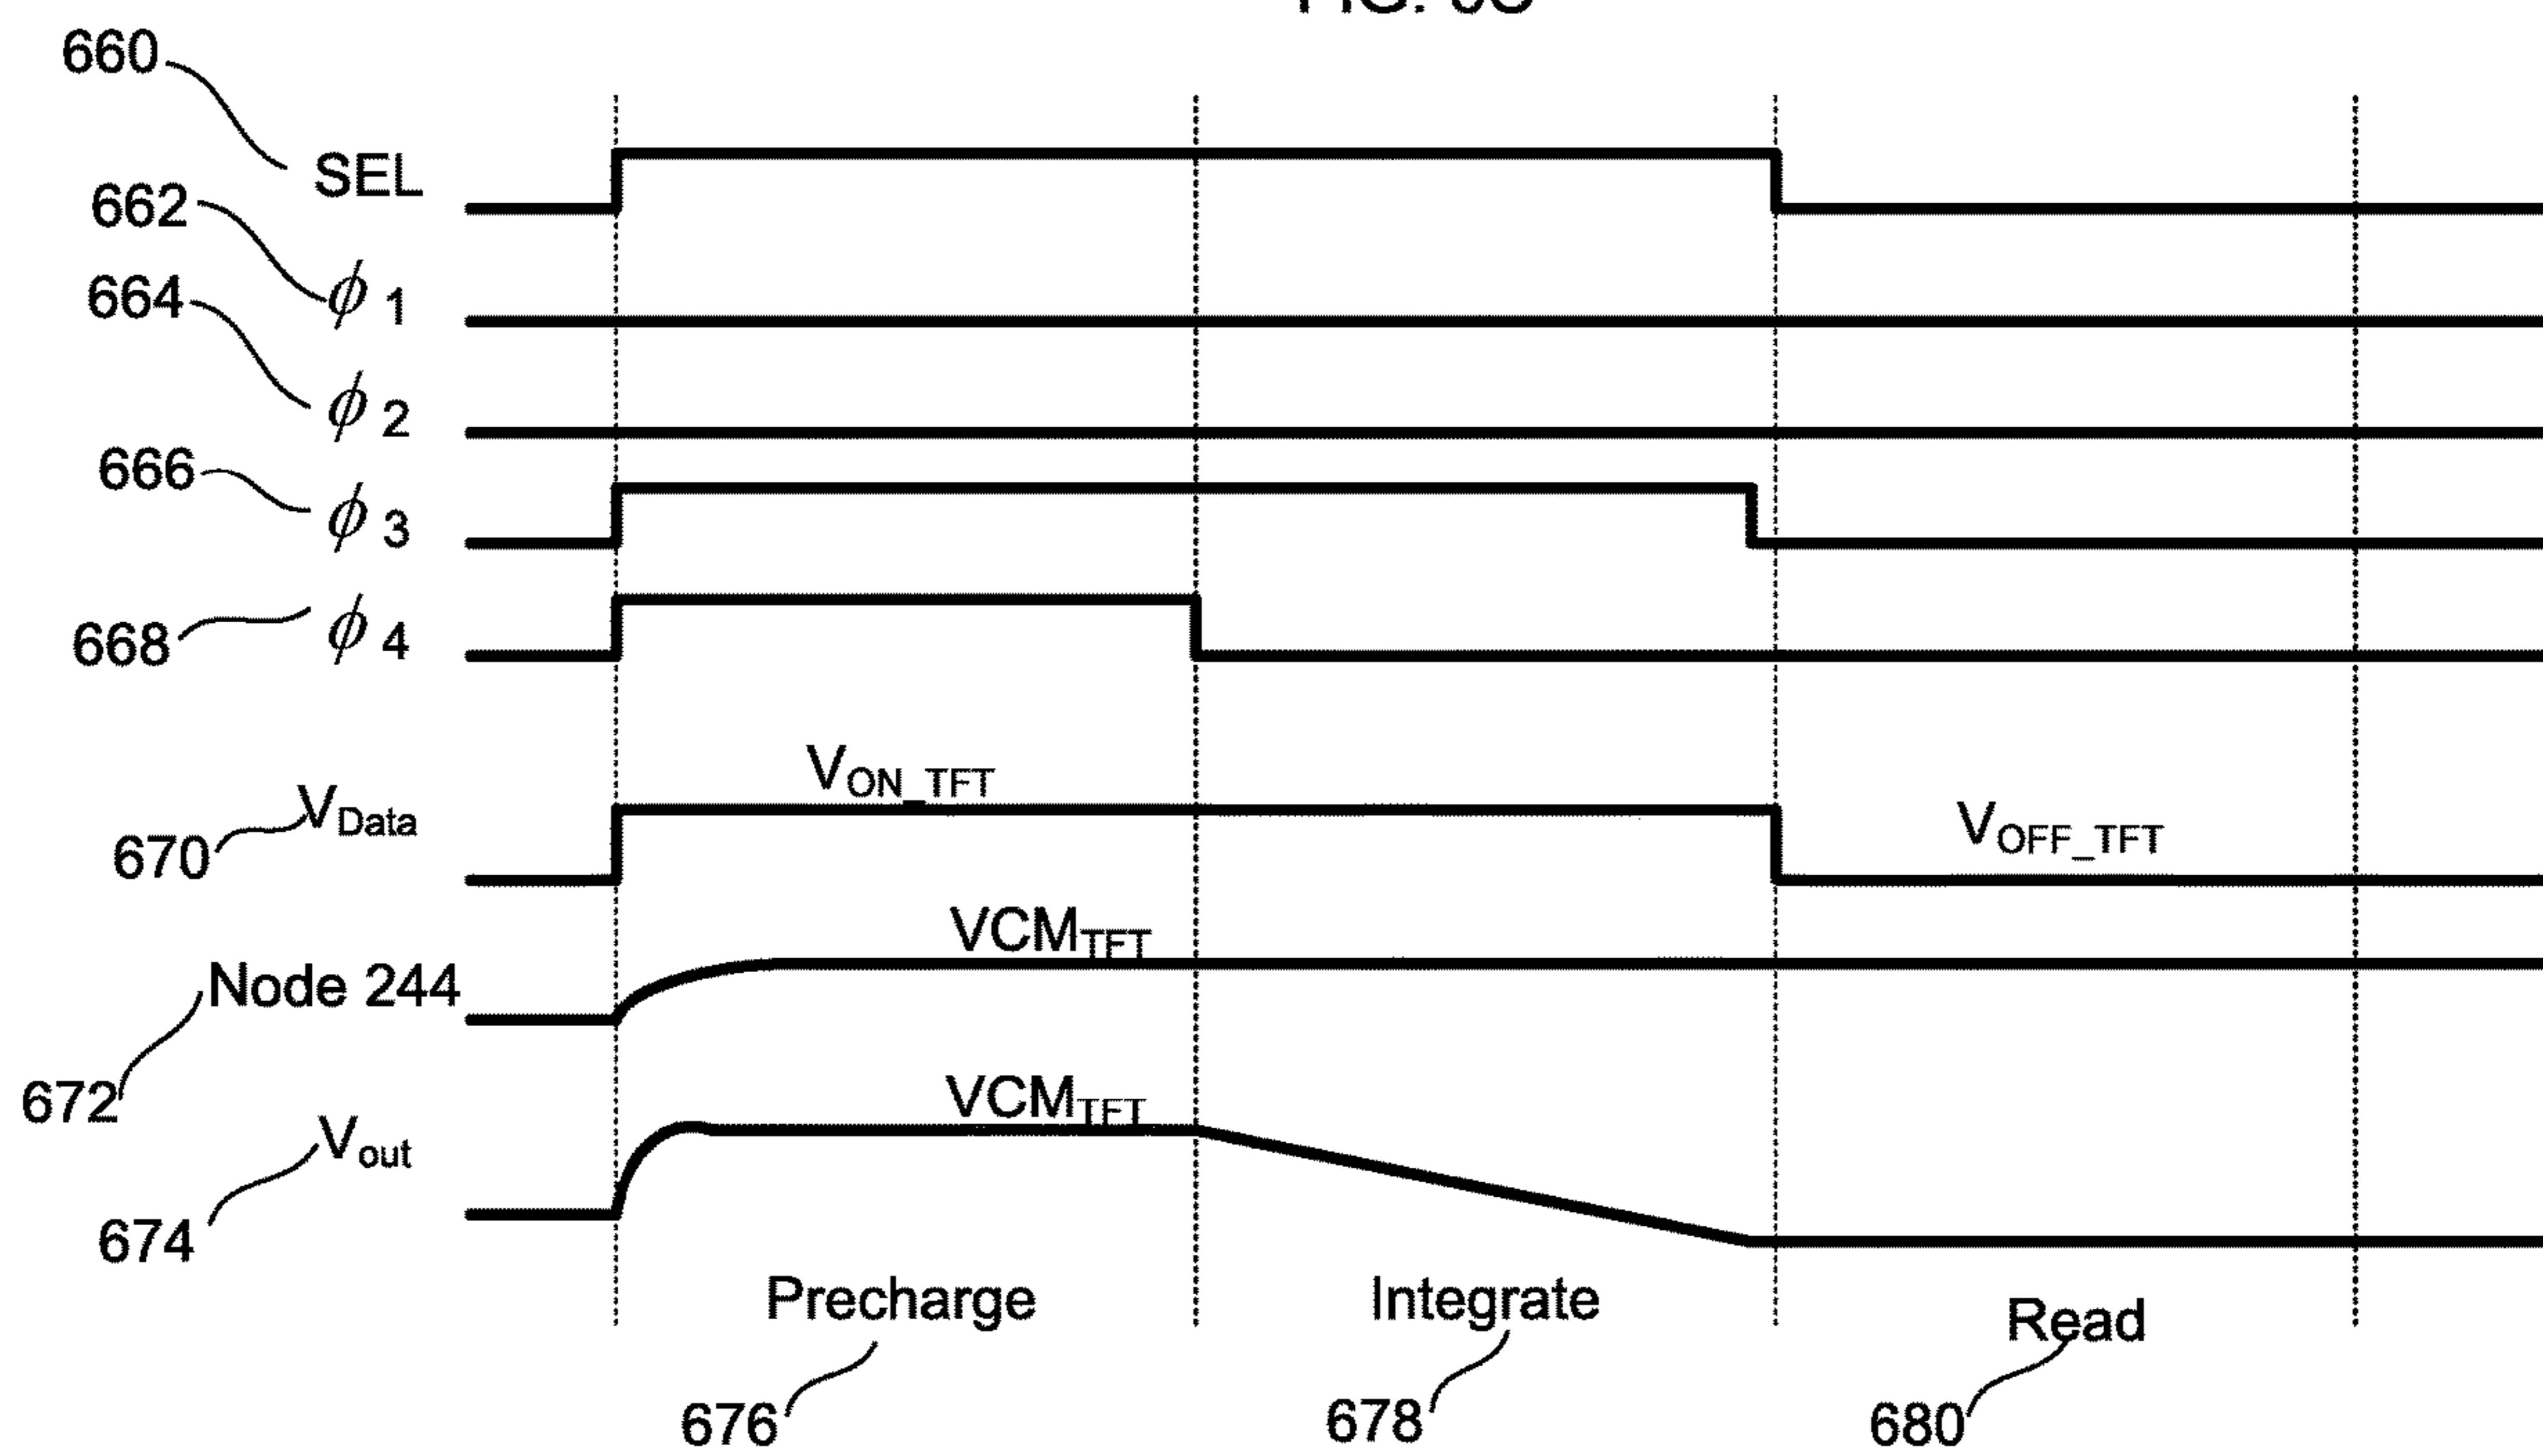 660
SEL
662
ϕ 1
664
ϕ 2
666
ϕ 3
668
ϕ 4
V_ON_TFT
V_Data
V_OFF_TFT
670
VCM_TFT
Node 244
672
VCM_TFT
V_out
674
Precharge
Integrate
Read
676
678
680